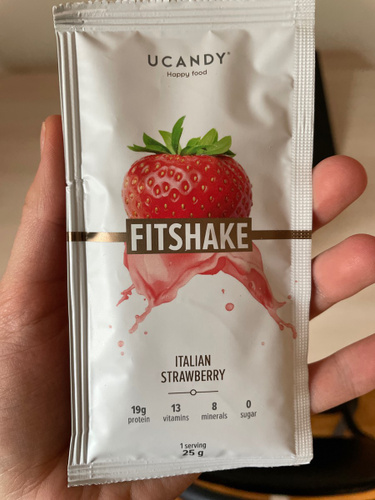 UCANDY®
Happy food
FITSHAKE
ITALIAN
STRAWBERRY
19g 13 8 0
protein vitamins minerals sugar
1 serving
25 g